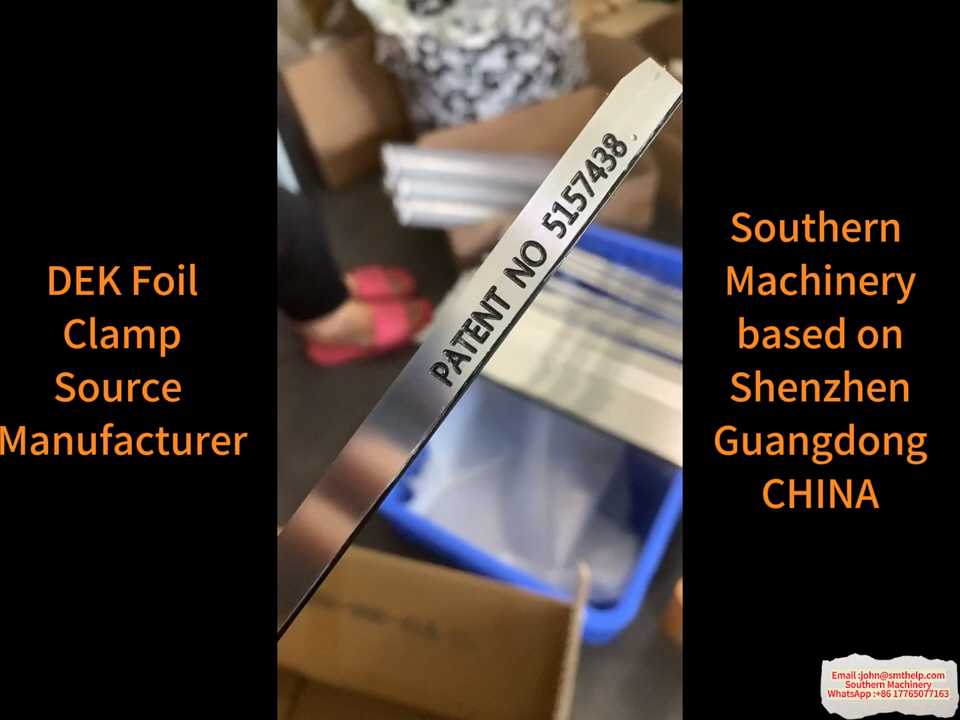 DEK Foil
Clamp
Source
Manufacturer
PATENT NO 5157438
Southern
Machinery
based on
Shenzhen
Guangdong
CHINA
Email :john@smthelp.com
Southern Machinery
WhatsApp :+86 17765077163